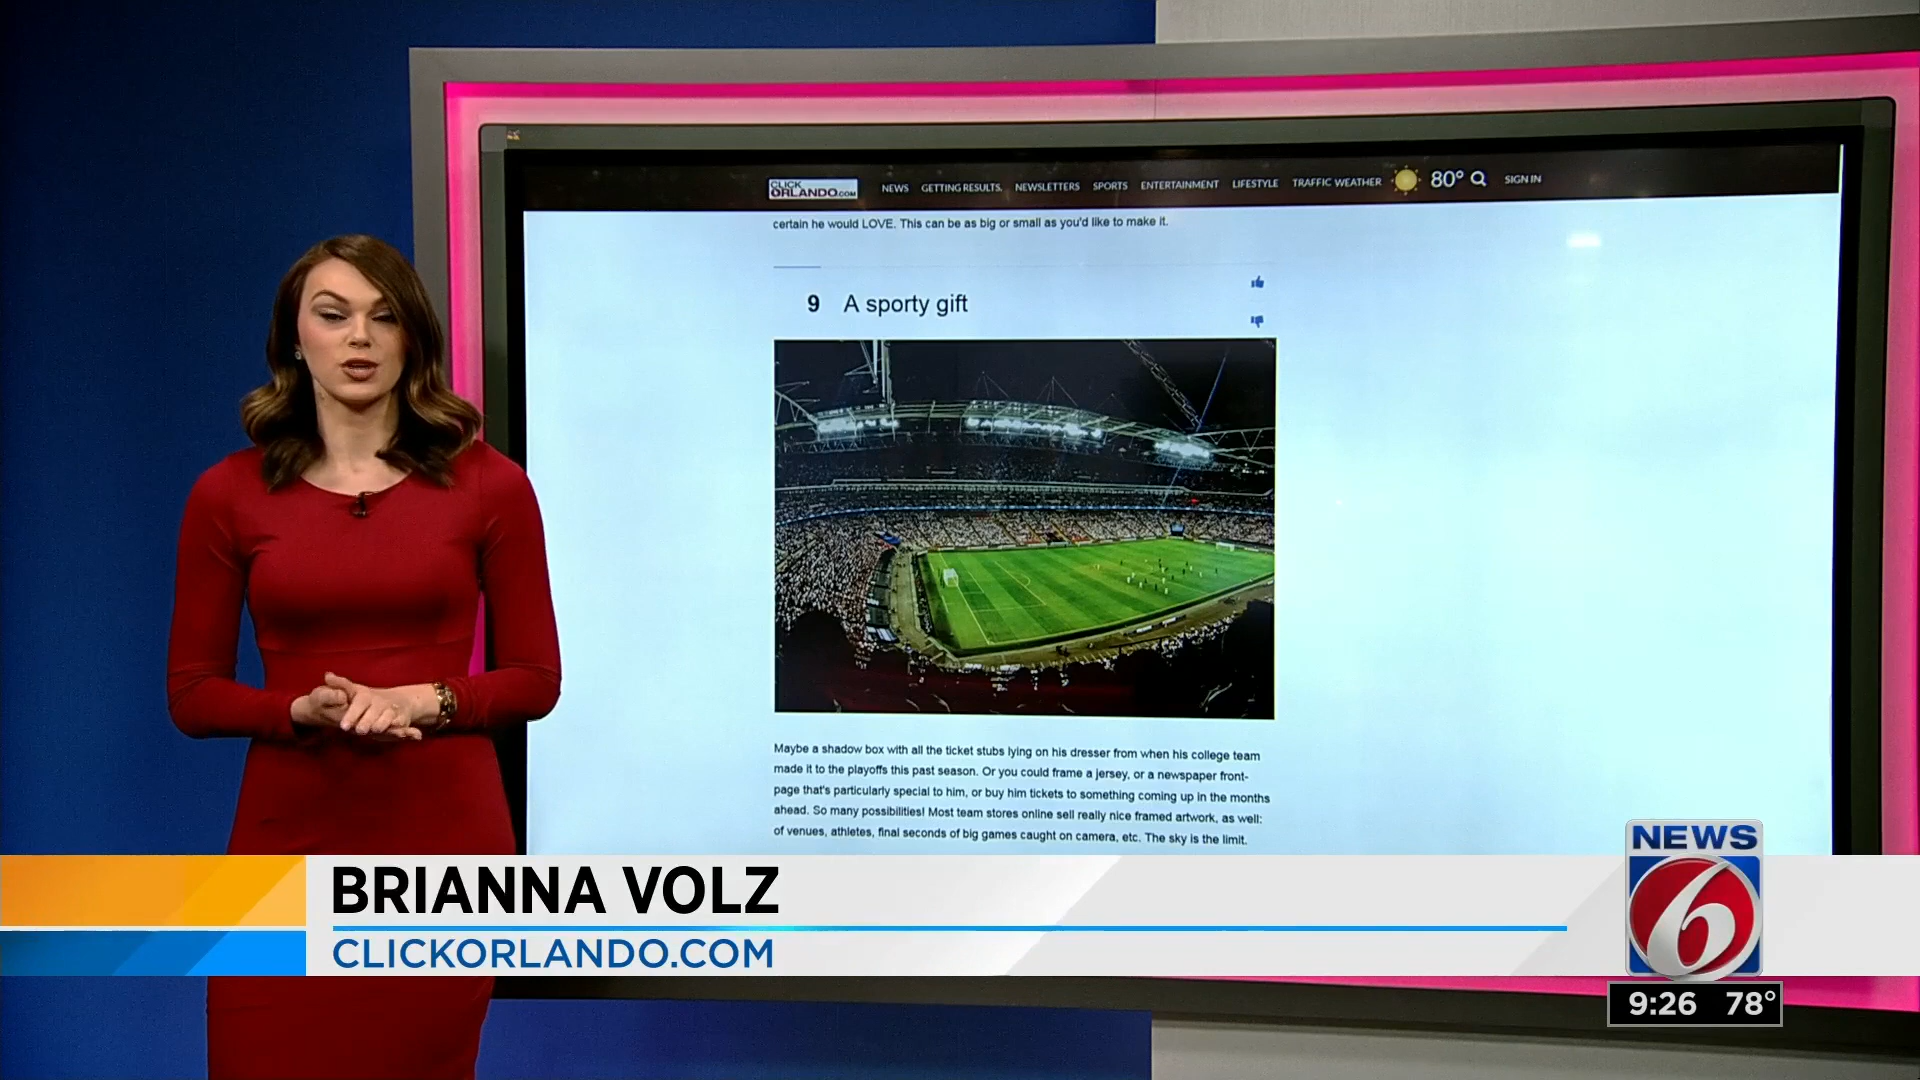 CLICK
ORLANDO.COM
NEWS GETTING RESULTS. NEWSLETTERS SPORTS ENTERTAINMENT LIFESTYLE TRAFFIC WEATHER 80° SIGN IN
certain he would LOVE. This can be as big or small as you'd like to make it.
9 A sporty gift
Maybe a shadow box with all the ticket stubs lying on his dresser from when his college team
made it to the playoffs this past season. Or you could frame a jersey, or a newspaper front-
page that's particularly special to him, or buy him tickets to something coming up in the months
ahead. So many possibilities! Most team stores online sell really nice framed artwork, as well:
of venues, athletes, final seconds of big games caught on camera, etc. The sky is the limit.
BRIANNA VOLZ
CLICKORLANDO.COM
NEWS
6
9:26 78°